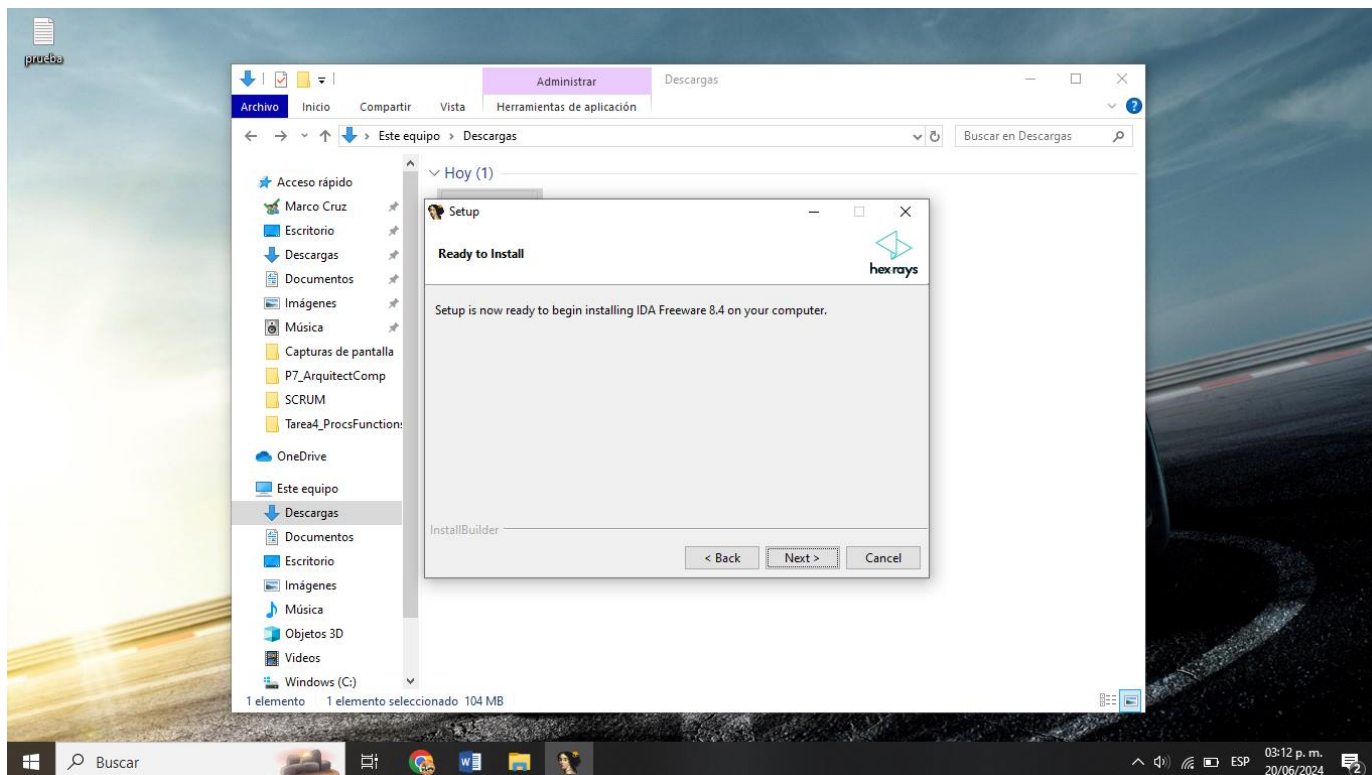 prueba
Administrar
Descargas
Archivo
Inicio
Compartir
Vista
Herramientas de aplicación
Este equipo > Descargas
Buscar en Descargas
Acceso rápido
Marco Cruz
Escritorio
Descargas
Documentos
Imágenes
Música
Capturas de pantalla
P7_ArquitectComp
SCRUM
Tarea4_ProcsFunction
OneDrive
Este equipo
Descargas
Documentos
Escritorio
Imágenes
Música
Objetos 3D
Videos
Windows (C:)
Hoy (1)
Setup
Ready to Install
hex·rays
Setup is now ready to begin installing IDA Freeware 8.4 on your computer.
InstallBuilder
< Back
Next >
Cancel
1 elemento
1 elemento seleccionado 104 MB
Buscar
ESP
03:12 p. m.
20/06/2024
2